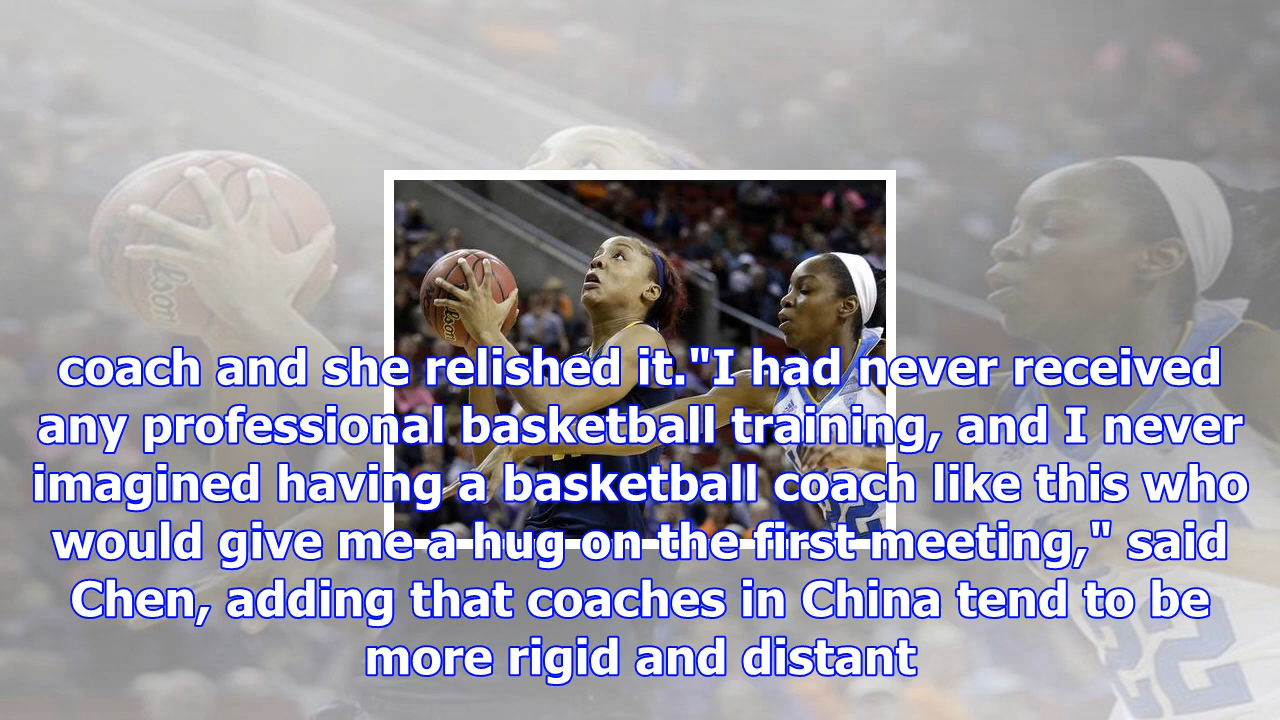 coach and she relished it."I had never received
any professional basketball training, and I never
imagined having a basketball coach like this who
would give me a hug on the first meeting," said
Chen, adding that coaches in China tend to be
more rigid and distant
22